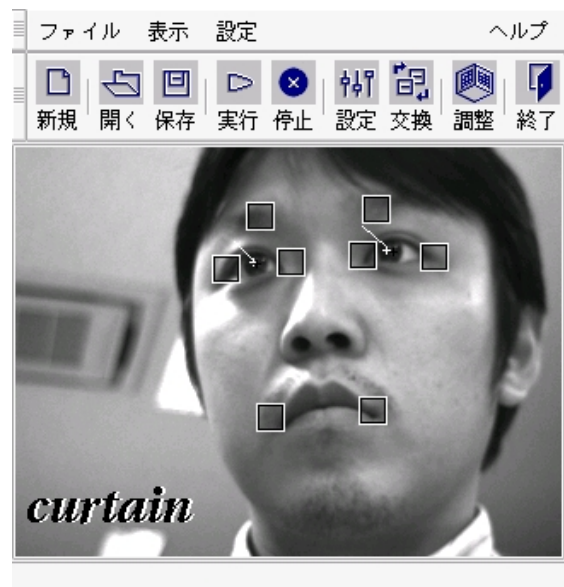 ファイル 表示 設定 ヘルプ
新規 開く 保存 実行 停止 設定 交換 調整 終了
curtain